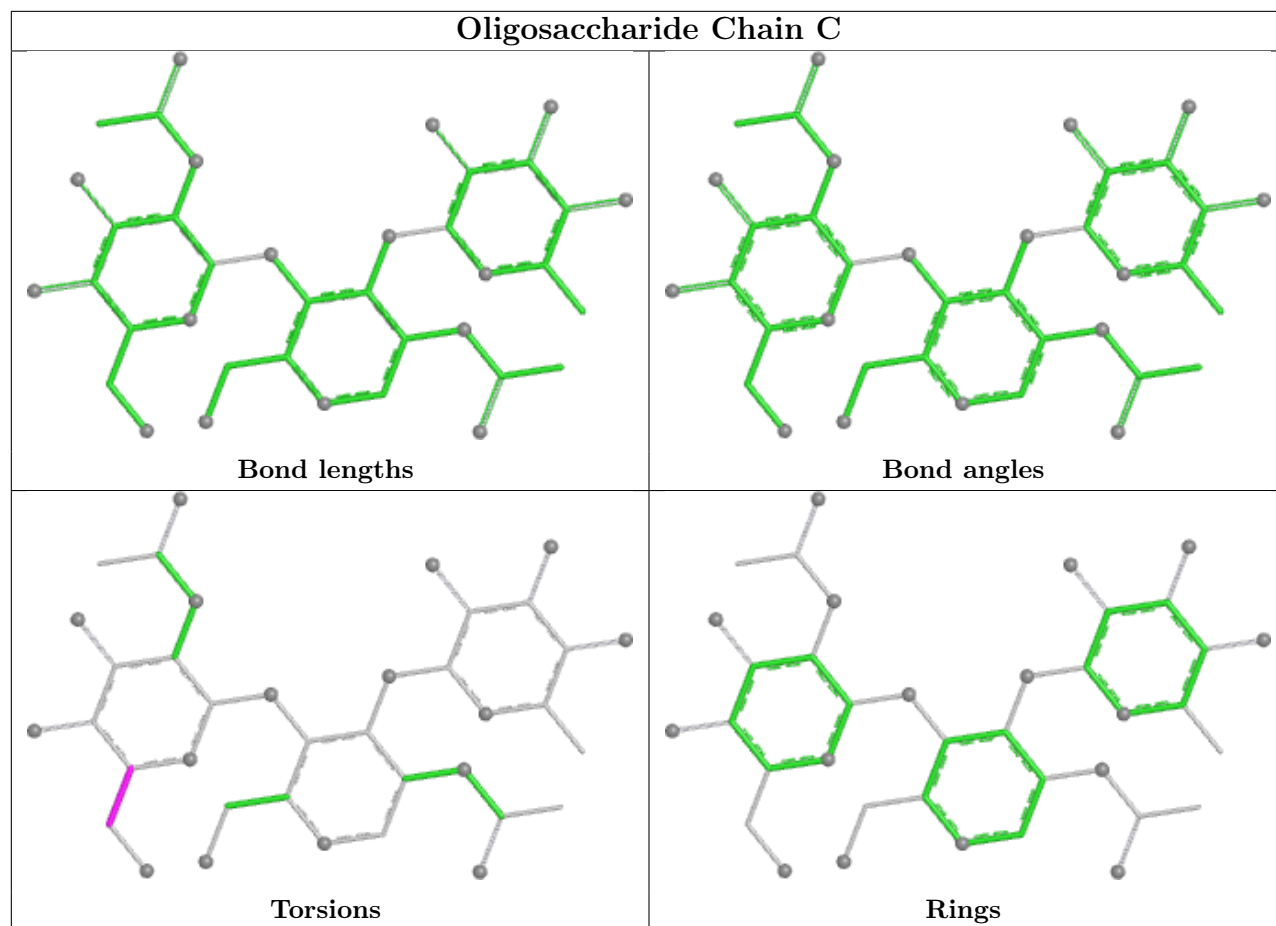 Oligosaccharide Chain C
Bond lengths
Bond angles
Torsions
Rings